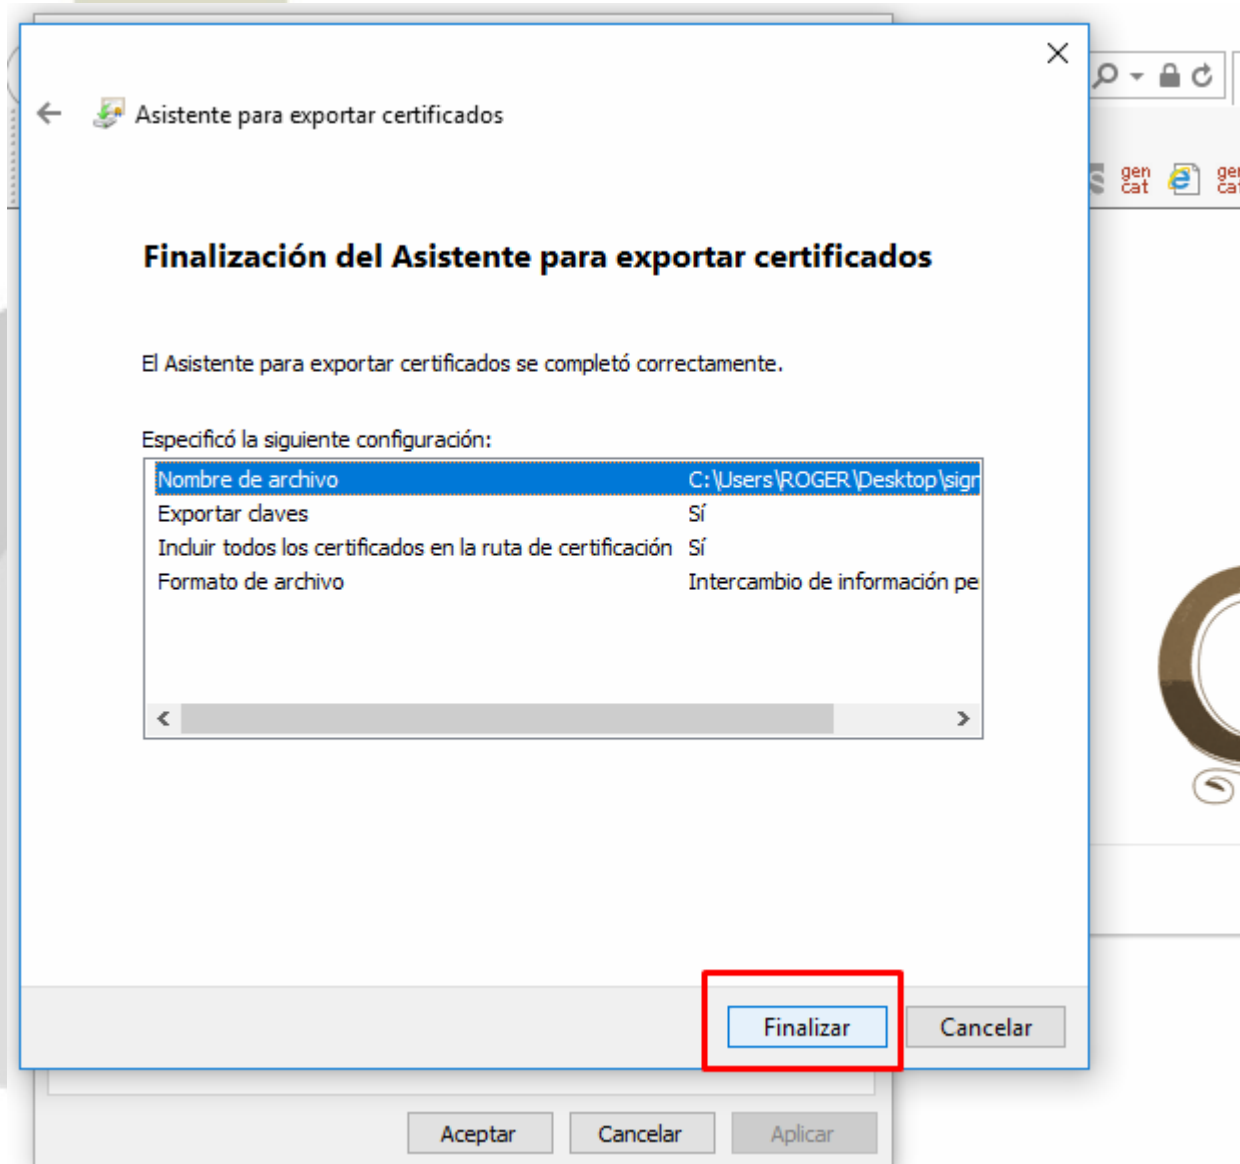 Asistente para exportar certificados
gen
cat
Finalización del Asistente para exportar certificados
El Asistente para exportar certificados se completó correctamente.
Especificó la siguiente configuración:
Nombre de archivo C:\Users\ROGER\Desktop\sign
Exportar claves Sí
Incluir todos los certificados en la ruta de certificación Sí
Formato de archivo Intercambio de información pe
Finalizar Cancelar
Aceptar Cancelar Aplicar